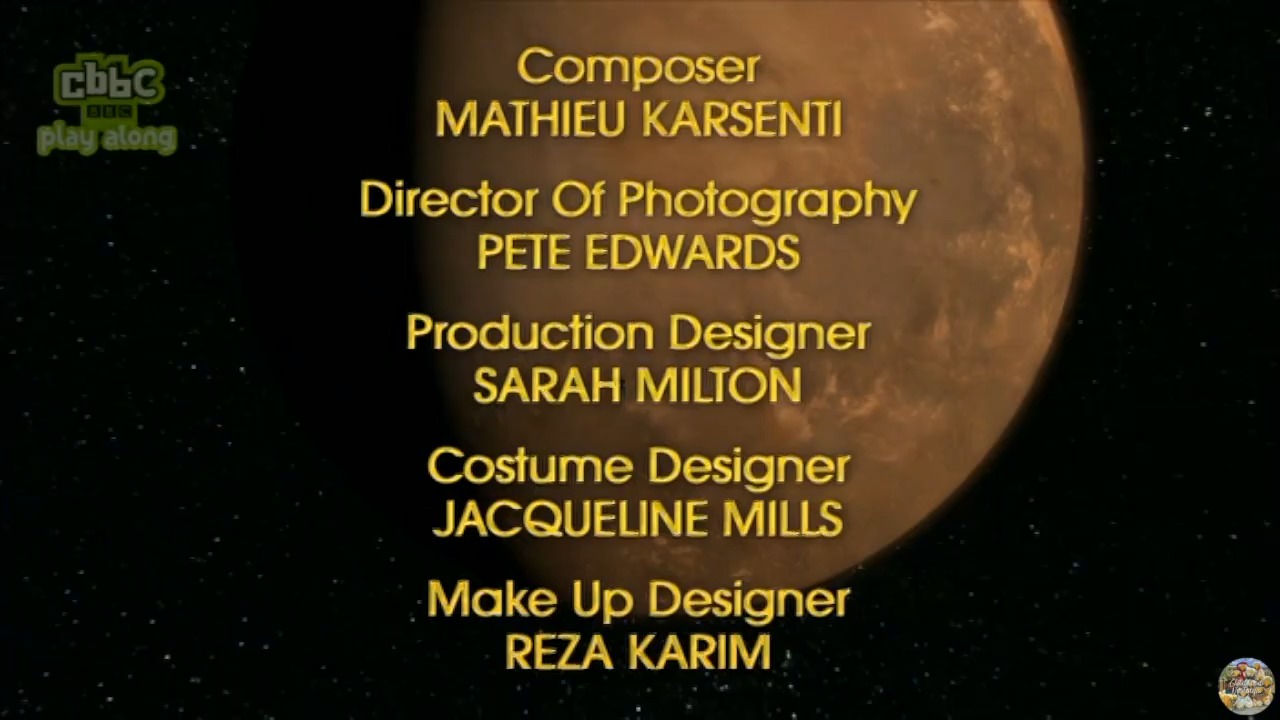 cbbc
BBC
play along
Composer
MATHIEU KARSENTI
Director Of Photography
PETE EDWARDS
Production Designer
SARAH MILTON
Costume Designer
JACQUELINE MILLS
Make Up Designer
REZA KARIM